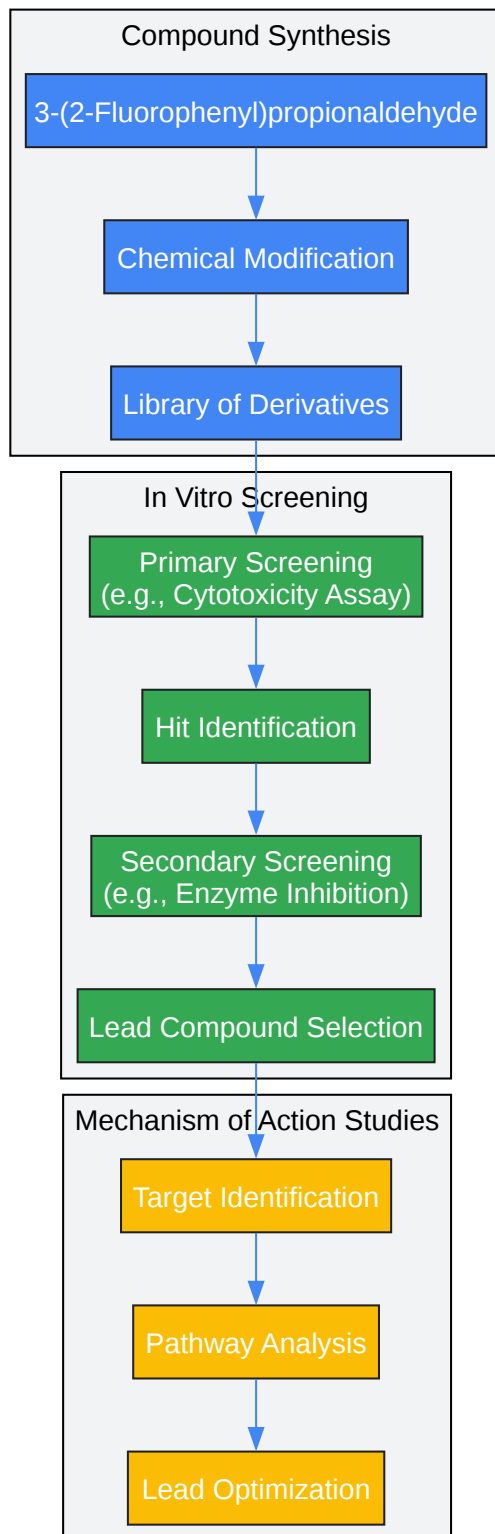 Compound Synthesis
3-(2-Fluorophenyl)propionaldehyde
Chemical Modification
Library of Derivatives
In Vitro Screening
Primary Screening
(e.g., Cytotoxicity Assay)
Hit Identification
Secondary Screening
(e.g., Enzyme Inhibition)
Lead Compound Selection
Mechanism of Action Studies
Target Identification
Pathway Analysis
Lead Optimization